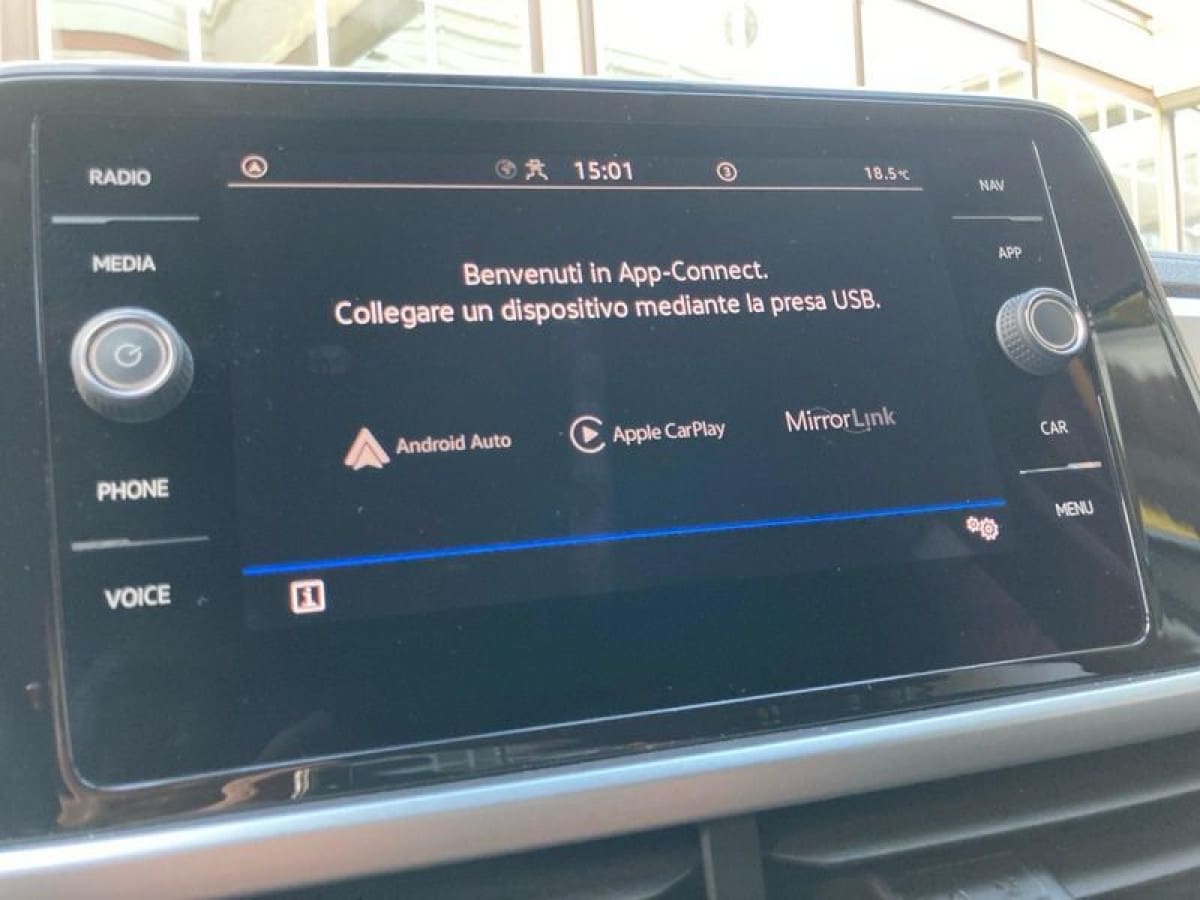 RADIO
MEDIA
PHONE
VOICE
15:01
3
18.5°C
Benvenuti in App-Connect.
Collegare un dispositivo mediante la presa USB.
Android Auto
Apple CarPlay
MirrorLink
i
NAV
APP
CAR
MENU